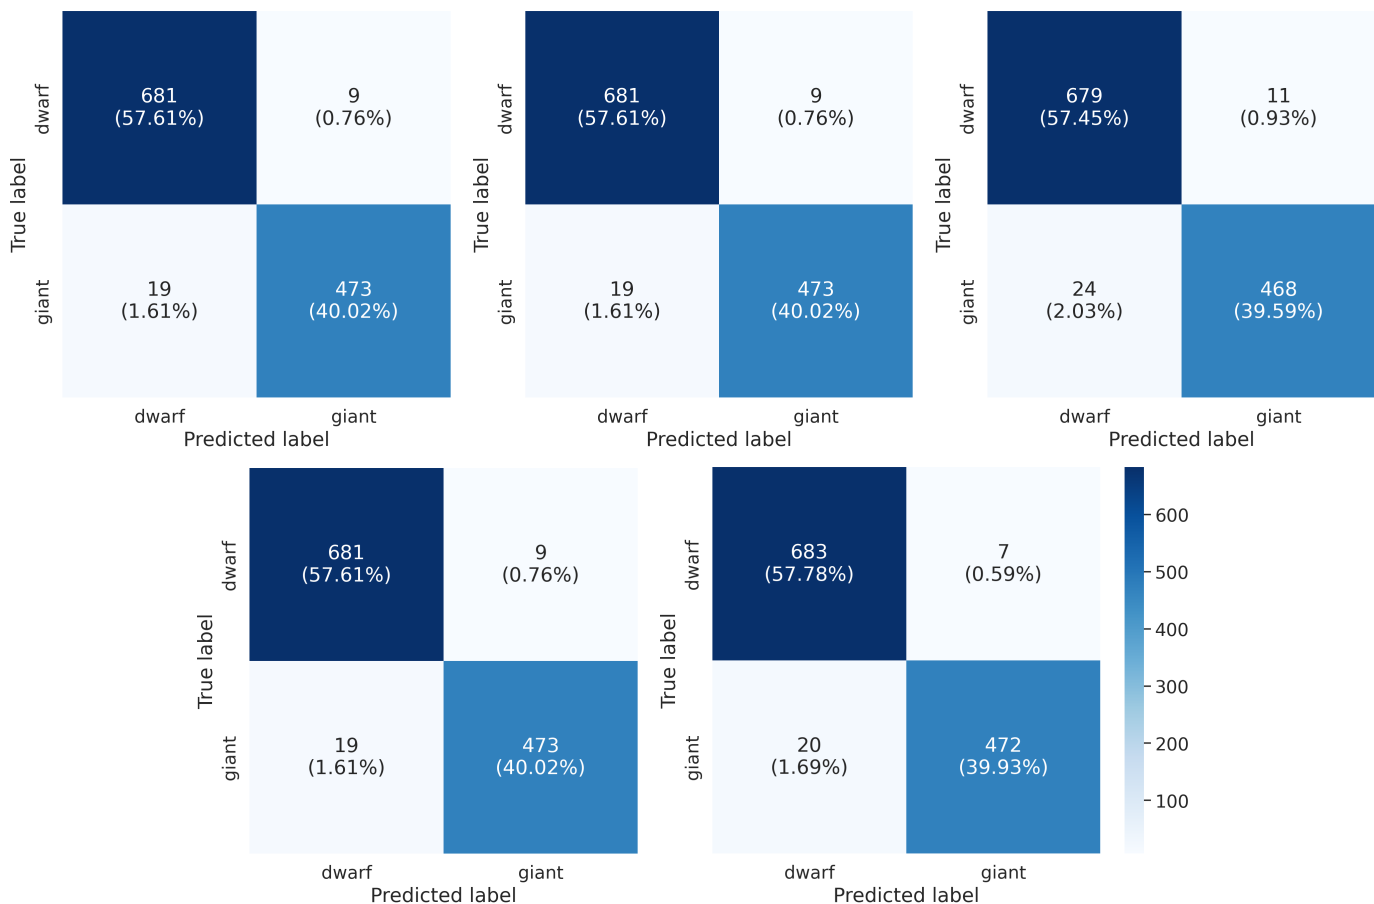 True label
dwarf
681
(57.61%)
9
(0.76%)
giant
19
(1.61%)
473
(40.02%)
dwarf
giant
Predicted label
True label
dwarf
681
(57.61%)
9
(0.76%)
giant
19
(1.61%)
473
(40.02%)
dwarf
giant
Predicted label
True label
dwarf
679
(57.45%)
11
(0.93%)
giant
24
(2.03%)
468
(39.59%)
dwarf
giant
Predicted label
True label
dwarf
681
(57.61%)
9
(0.76%)
giant
19
(1.61%)
473
(40.02%)
dwarf
giant
Predicted label
True label
dwarf
683
(57.78%)
7
(0.59%)
giant
20
(1.69%)
472
(39.93%)
dwarf
giant
Predicted label
600
500
400
300
200
100